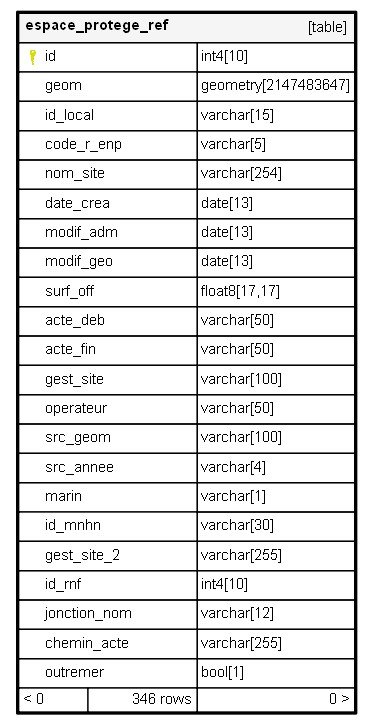 espace_protege_ref [table]
id int4[10]
geom geometry[2147483647]
id_local varchar[15]
code_r_enp varchar[5]
nom_site varchar[254]
date_crea date[13]
modif_adm date[13]
modif_geo date[13]
surf_off float8[17,17]
acte_deb varchar[50]
acte_fin varchar[50]
gest_site varchar[100]
operateur varchar[50]
src_geom varchar[100]
src_annee varchar[4]
marin varchar[1]
id_mnhn varchar[30]
gest_site_2 varchar[255]
id_rnf int4[10]
jonction_nom varchar[12]
chemin_acte varchar[255]
outremer bool[1]
< 0 346 rows 0 >